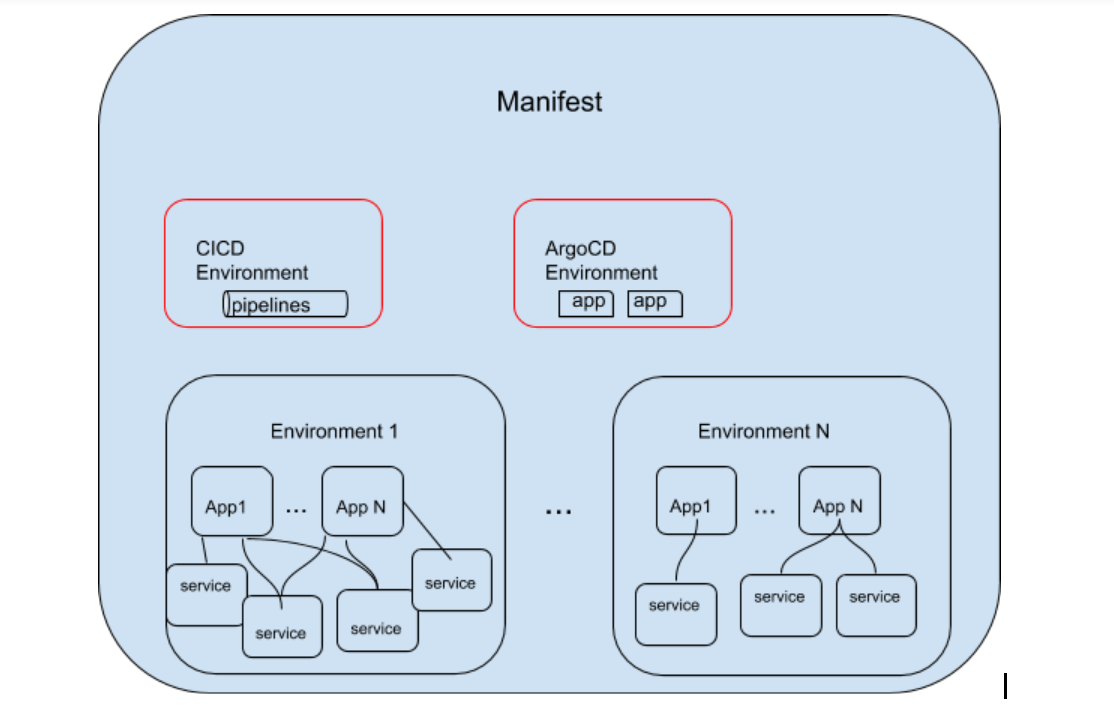 Manifest
CICD
Environment
pipelines
ArgoCD
Environment
app
app
Environment 1
App1
...
App N
service
service
service
service
...
Environment N
App1
...
App N
service
service
service